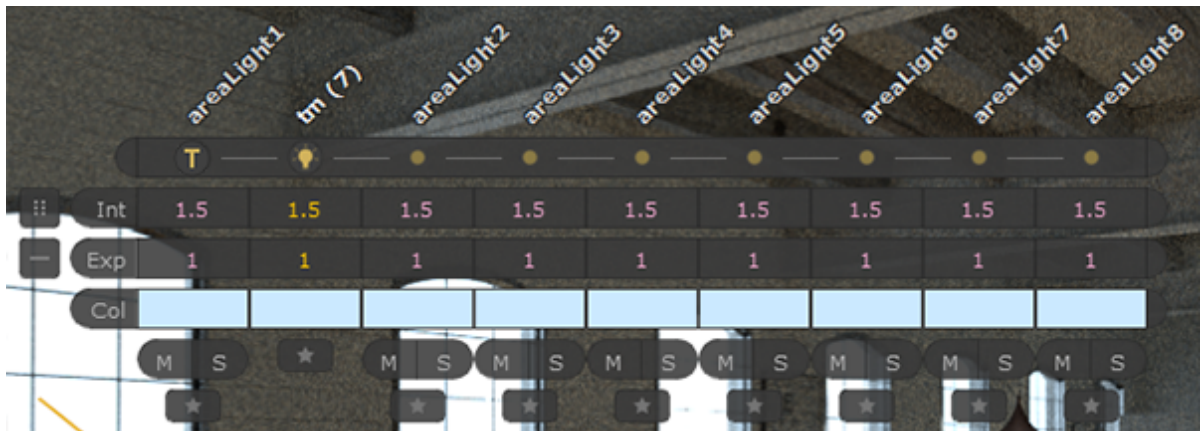 areaLight1 tm (7) areaLight2 areaLight3 areaLight4 areaLight5 areaLight6 areaLight7 areaLight8
T
Int 1.5 1.5 1.5 1.5 1.5 1.5 1.5 1.5 1.5
Exp 1 1 1 1 1 1 1 1 1
Col
M S M S M S M S M S M S M S M S